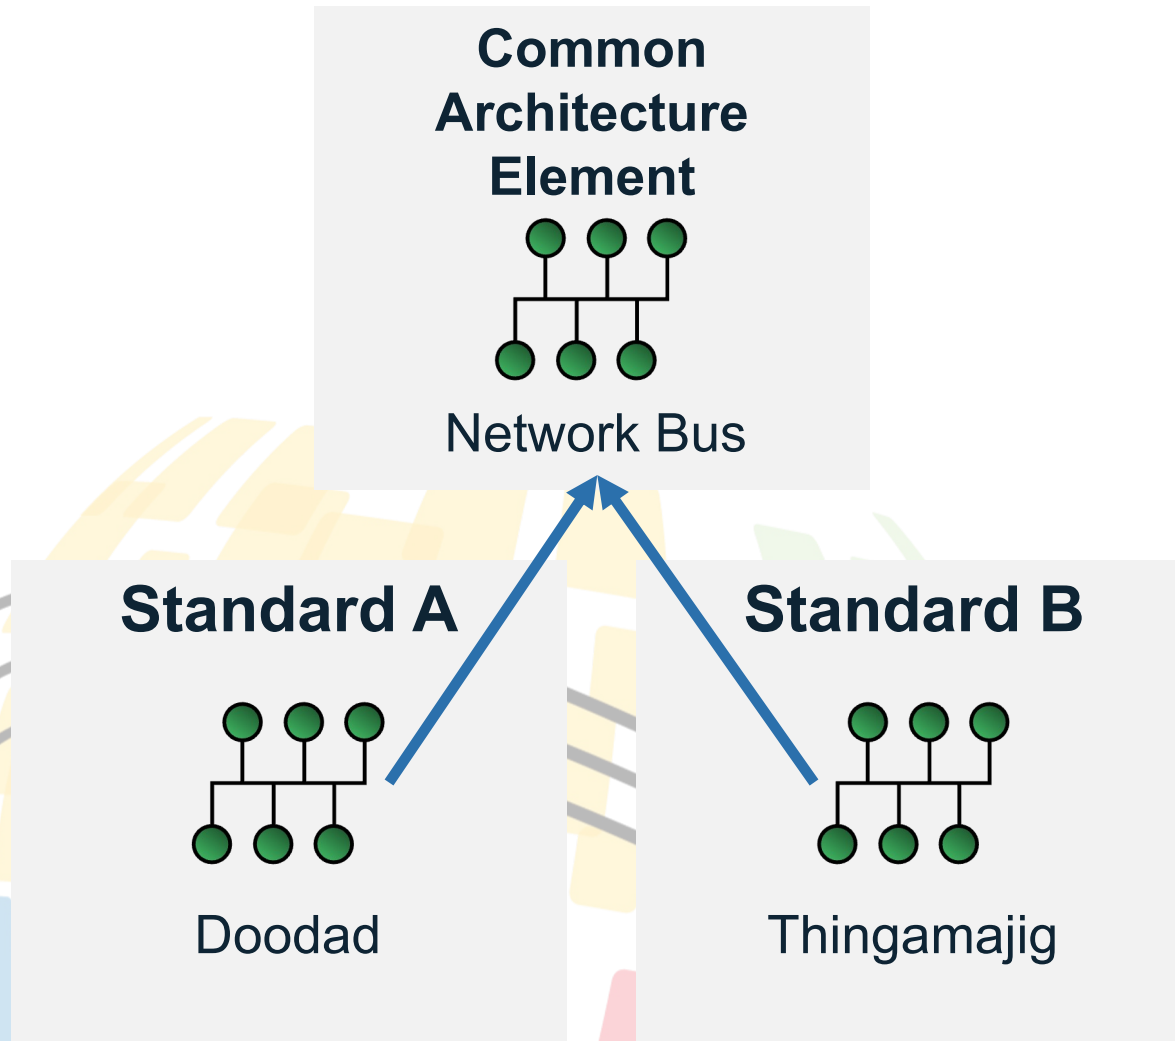 Common
Architecture
Element
Network Bus
Standard A
Doodad
Standard B
Thingamajig